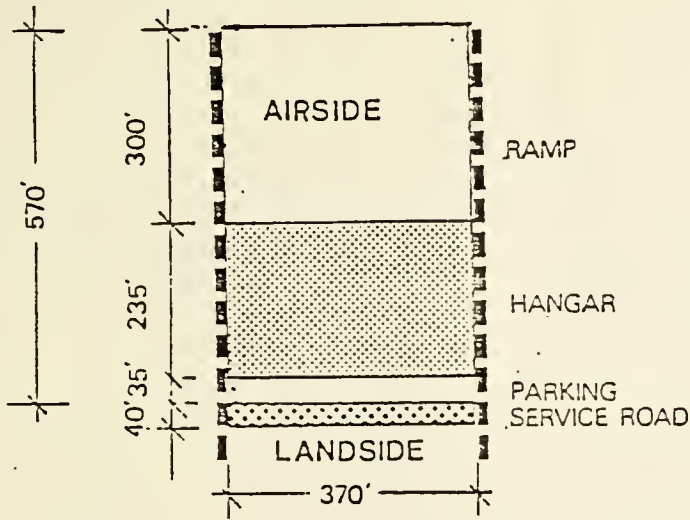 AIRSIDE
RAMP
300'
570'
235'
HANGAR
35'
40'
PARKING
SERVICE ROAD
LANDSIDE
370'